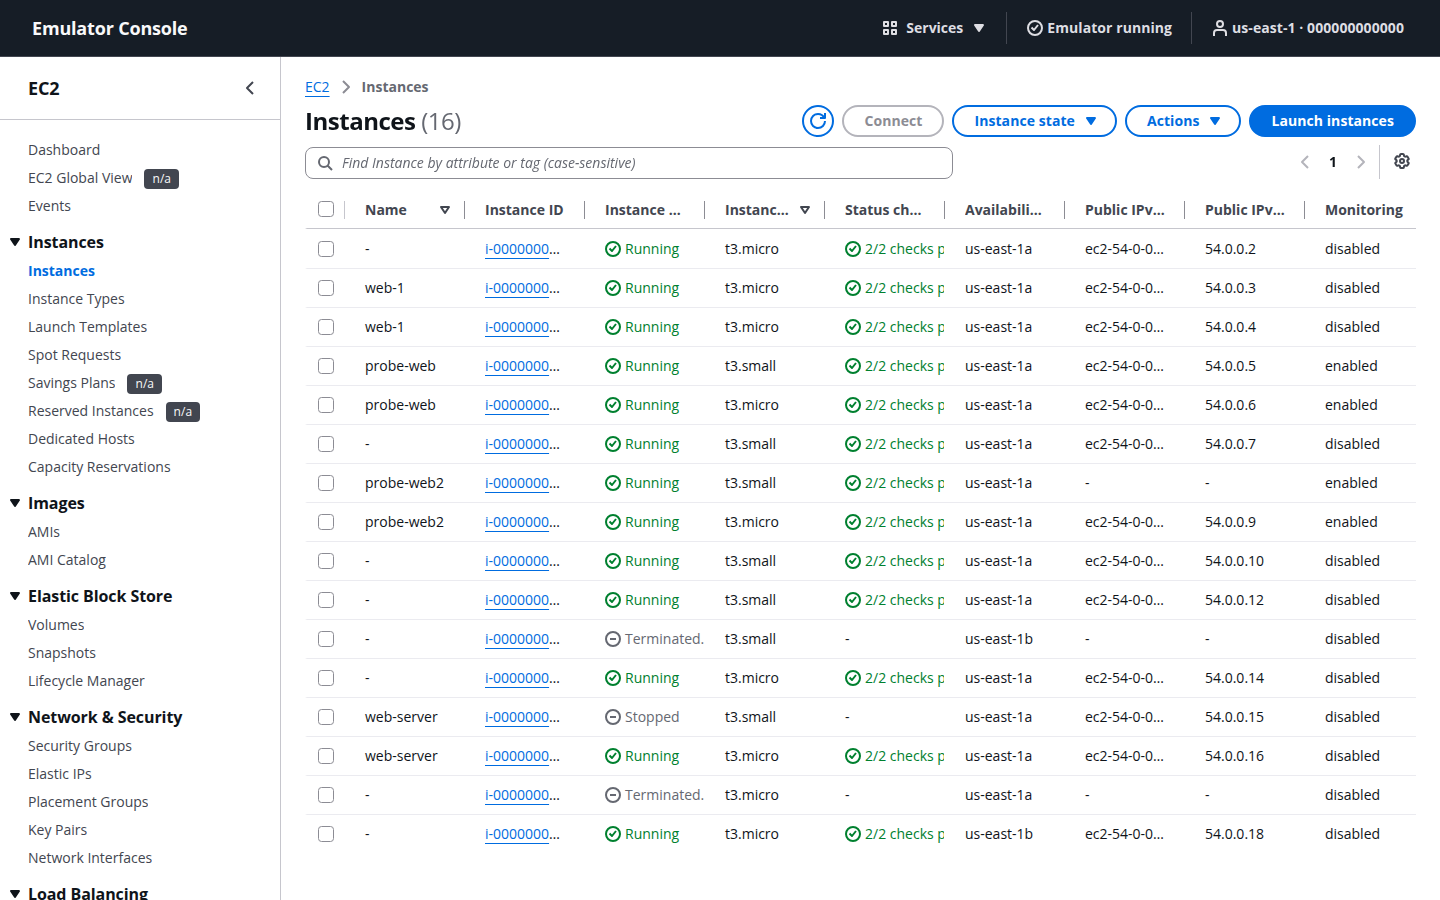 Emulator Console
Services
Emulator running
us-east-1 · 000000000000
EC2
Dashboard
EC2 Global View n/a
Events
Instances
Instances
Instance Types
Launch Templates
Spot Requests
Savings Plans n/a
Reserved Instances n/a
Dedicated Hosts
Capacity Reservations
Images
AMIs
AMI Catalog
Elastic Block Store
Volumes
Snapshots
Lifecycle Manager
Network & Security
Security Groups
Elastic IPs
Placement Groups
Key Pairs
Network Interfaces
Load Balancing
EC2 Instances
Instances (16)
Connect
Instance state
Actions
Launch instances
Find Instance by attribute or tag (case-sensitive)
1
Name Instance ID Instance ... Instanc... Status ch... Availabili... Public IPv... Public IPv... Monitoring
- i-0000000... Running t3.micro 2/2 checks p us-east-1a ec2-54-0-0... 54.0.0.2 disabled
web-1 i-0000000... Running t3.micro 2/2 checks p us-east-1a ec2-54-0-0... 54.0.0.3 disabled
web-1 i-0000000... Running t3.micro 2/2 checks p us-east-1a ec2-54-0-0... 54.0.0.4 disabled
probe-web i-0000000... Running t3.small 2/2 checks p us-east-1a ec2-54-0-0... 54.0.0.5 enabled
probe-web i-0000000... Running t3.micro 2/2 checks p us-east-1a ec2-54-0-0... 54.0.0.6 enabled
- i-0000000... Running t3.small 2/2 checks p us-east-1a ec2-54-0-0... 54.0.0.7 disabled
probe-web2 i-0000000... Running t3.small 2/2 checks p us-east-1a - - enabled
probe-web2 i-0000000... Running t3.micro 2/2 checks p us-east-1a ec2-54-0-0... 54.0.0.9 enabled
- i-0000000... Running t3.small 2/2 checks p us-east-1a ec2-54-0-0... 54.0.0.10 disabled
- i-0000000... Running t3.small 2/2 checks p us-east-1a ec2-54-0-0... 54.0.0.12 disabled
- i-0000000... Terminated. t3.small - us-east-1b - - disabled
- i-0000000... Running t3.micro 2/2 checks p us-east-1a ec2-54-0-0... 54.0.0.14 disabled
web-server i-0000000... Stopped t3.small - us-east-1a ec2-54-0-0... 54.0.0.15 disabled
web-server i-0000000... Running t3.micro 2/2 checks p us-east-1a ec2-54-0-0... 54.0.0.16 disabled
- i-0000000... Terminated. t3.micro - us-east-1a - - disabled
- i-0000000... Running t3.micro 2/2 checks p us-east-1b ec2-54-0-0... 54.0.0.18 disabled